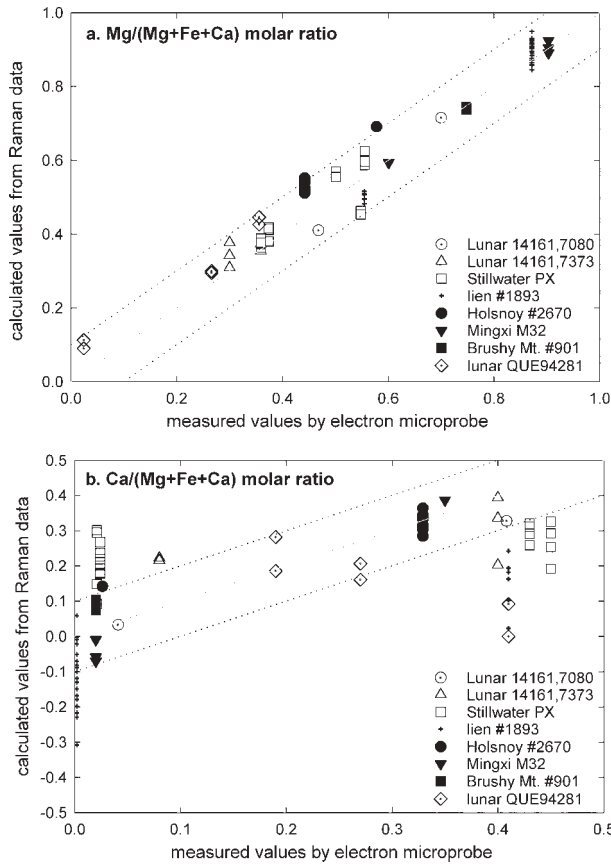 a. Mg/(Mg+Fe+Ca) molar ratio
1.0
0.8
0.6
0.4
0.2
0.0
calculated values from Raman data
Lunar 14161,7080
Lunar 14161,7373
Stillwater PX
lien #1893
Holsnoy #2670
Mingxi M32
Brushy Mt. #901
lunar QUE94281
0.0 0.2 0.4 0.6 0.8 1.0
measured values by electron microprobe
b. Ca/(Mg+Fe+Ca) molar ratio
0.5
0.4
0.3
0.2
0.1
0.0
-0.1
-0.2
-0.3
-0.4
-0.5
calculated values from Raman data
Lunar 14161,7080
Lunar 14161,7373
Stillwater PX
lien #1893
Holsnoy #2670
Mingxi M32
Brushy Mt. #901
lunar QUE94281
0.0 0.1 0.2 0.3 0.4 0.5
measured values by electron microprobe